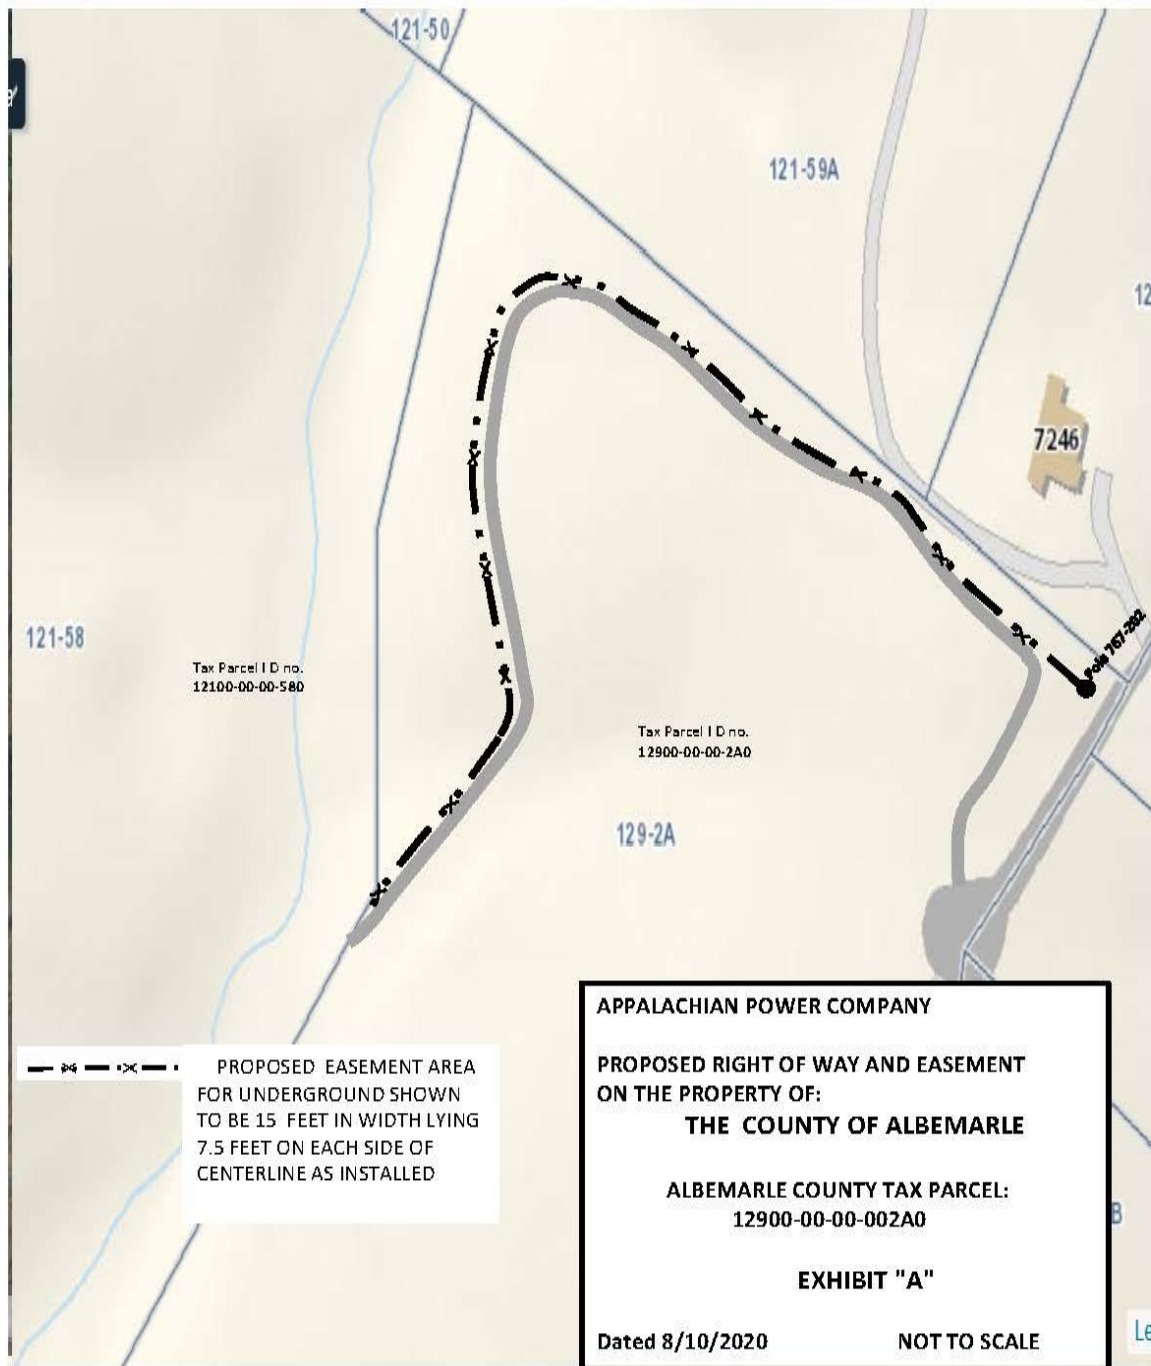 121-50
121-59A
12
7246
Pole 767-202
121-58
Tax Parcel I D no.
12100-00-00-580
Tax Parcel I D no.
12900-00-00-2A0
129-2A
PROPOSED EASEMENT AREA
FOR UNDERGROUND SHOWN
TO BE 15 FEET IN WIDTH LYING
7.5 FEET ON EACH SIDE OF
CENTERLINE AS INSTALLED
APPALACHIAN POWER COMPANY
PROPOSED RIGHT OF WAY AND EASEMENT
ON THE PROPERTY OF:
THE COUNTY OF ALBEMARLE
ALBEMARLE COUNTY TAX PARCEL:
12900-00-00-002A0
EXHIBIT "A"
Dated 8/10/2020 NOT TO SCALE
B
Le